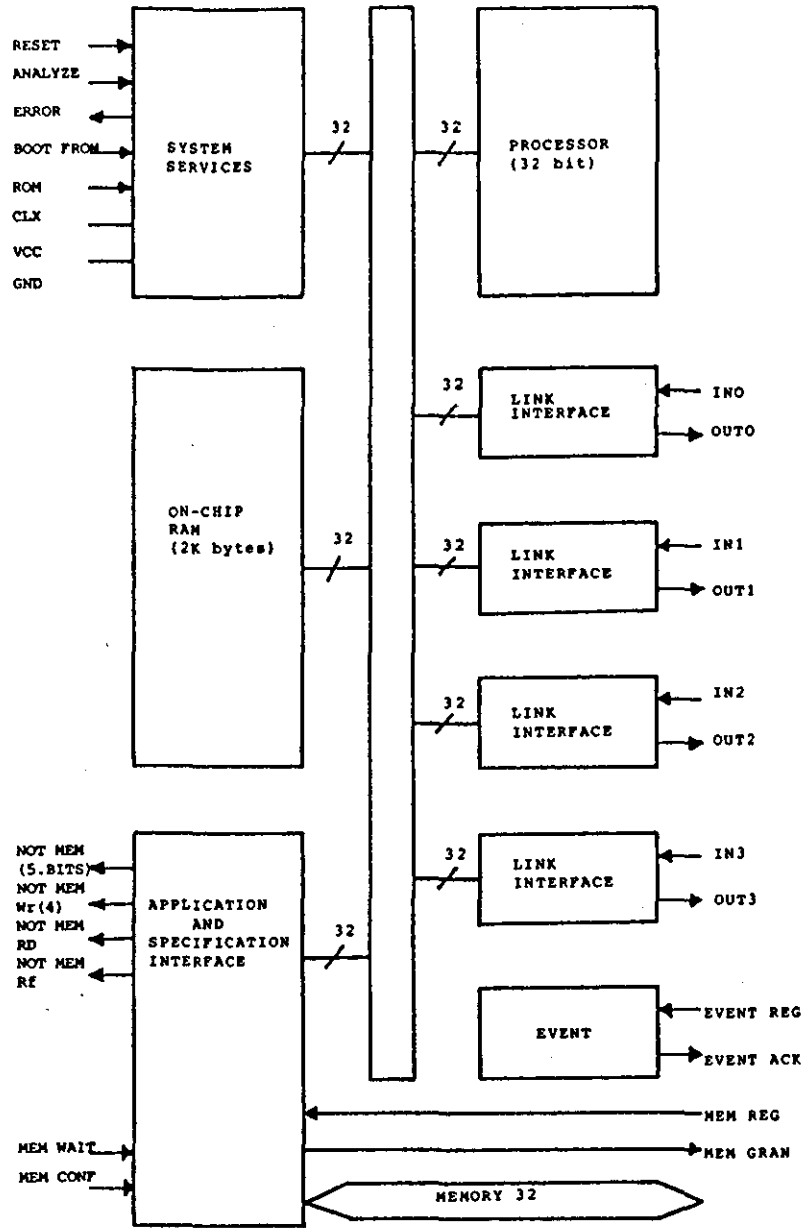 RESET
ANALYZE
ERROR
BOOT FROM
ROM
CLX
VCC
GND
SYSTEM
SERVICES
32
32
PROCESSOR
(32 bit)
32
LINK
INTERFACE
IN0
OUT0
ON-CHIP
RAM
(2K bytes)
32
32
LINK
INTERFACE
IN1
OUT1
32
LINK
INTERFACE
IN2
OUT2
32
LINK
INTERFACE
IN3
OUT3
NOT MEM
(5.BITS)
NOT MEM
Wr(4)
NOT MEM
RD
NOT MEM
Rf
APPLICATION
AND
SPECIFICATION
INTERFACE
32
EVENT
EVENT REG
EVENT ACK
MEM REG
MEM GRAN
MEM WAIT
MEM CONF
MEMORY 32